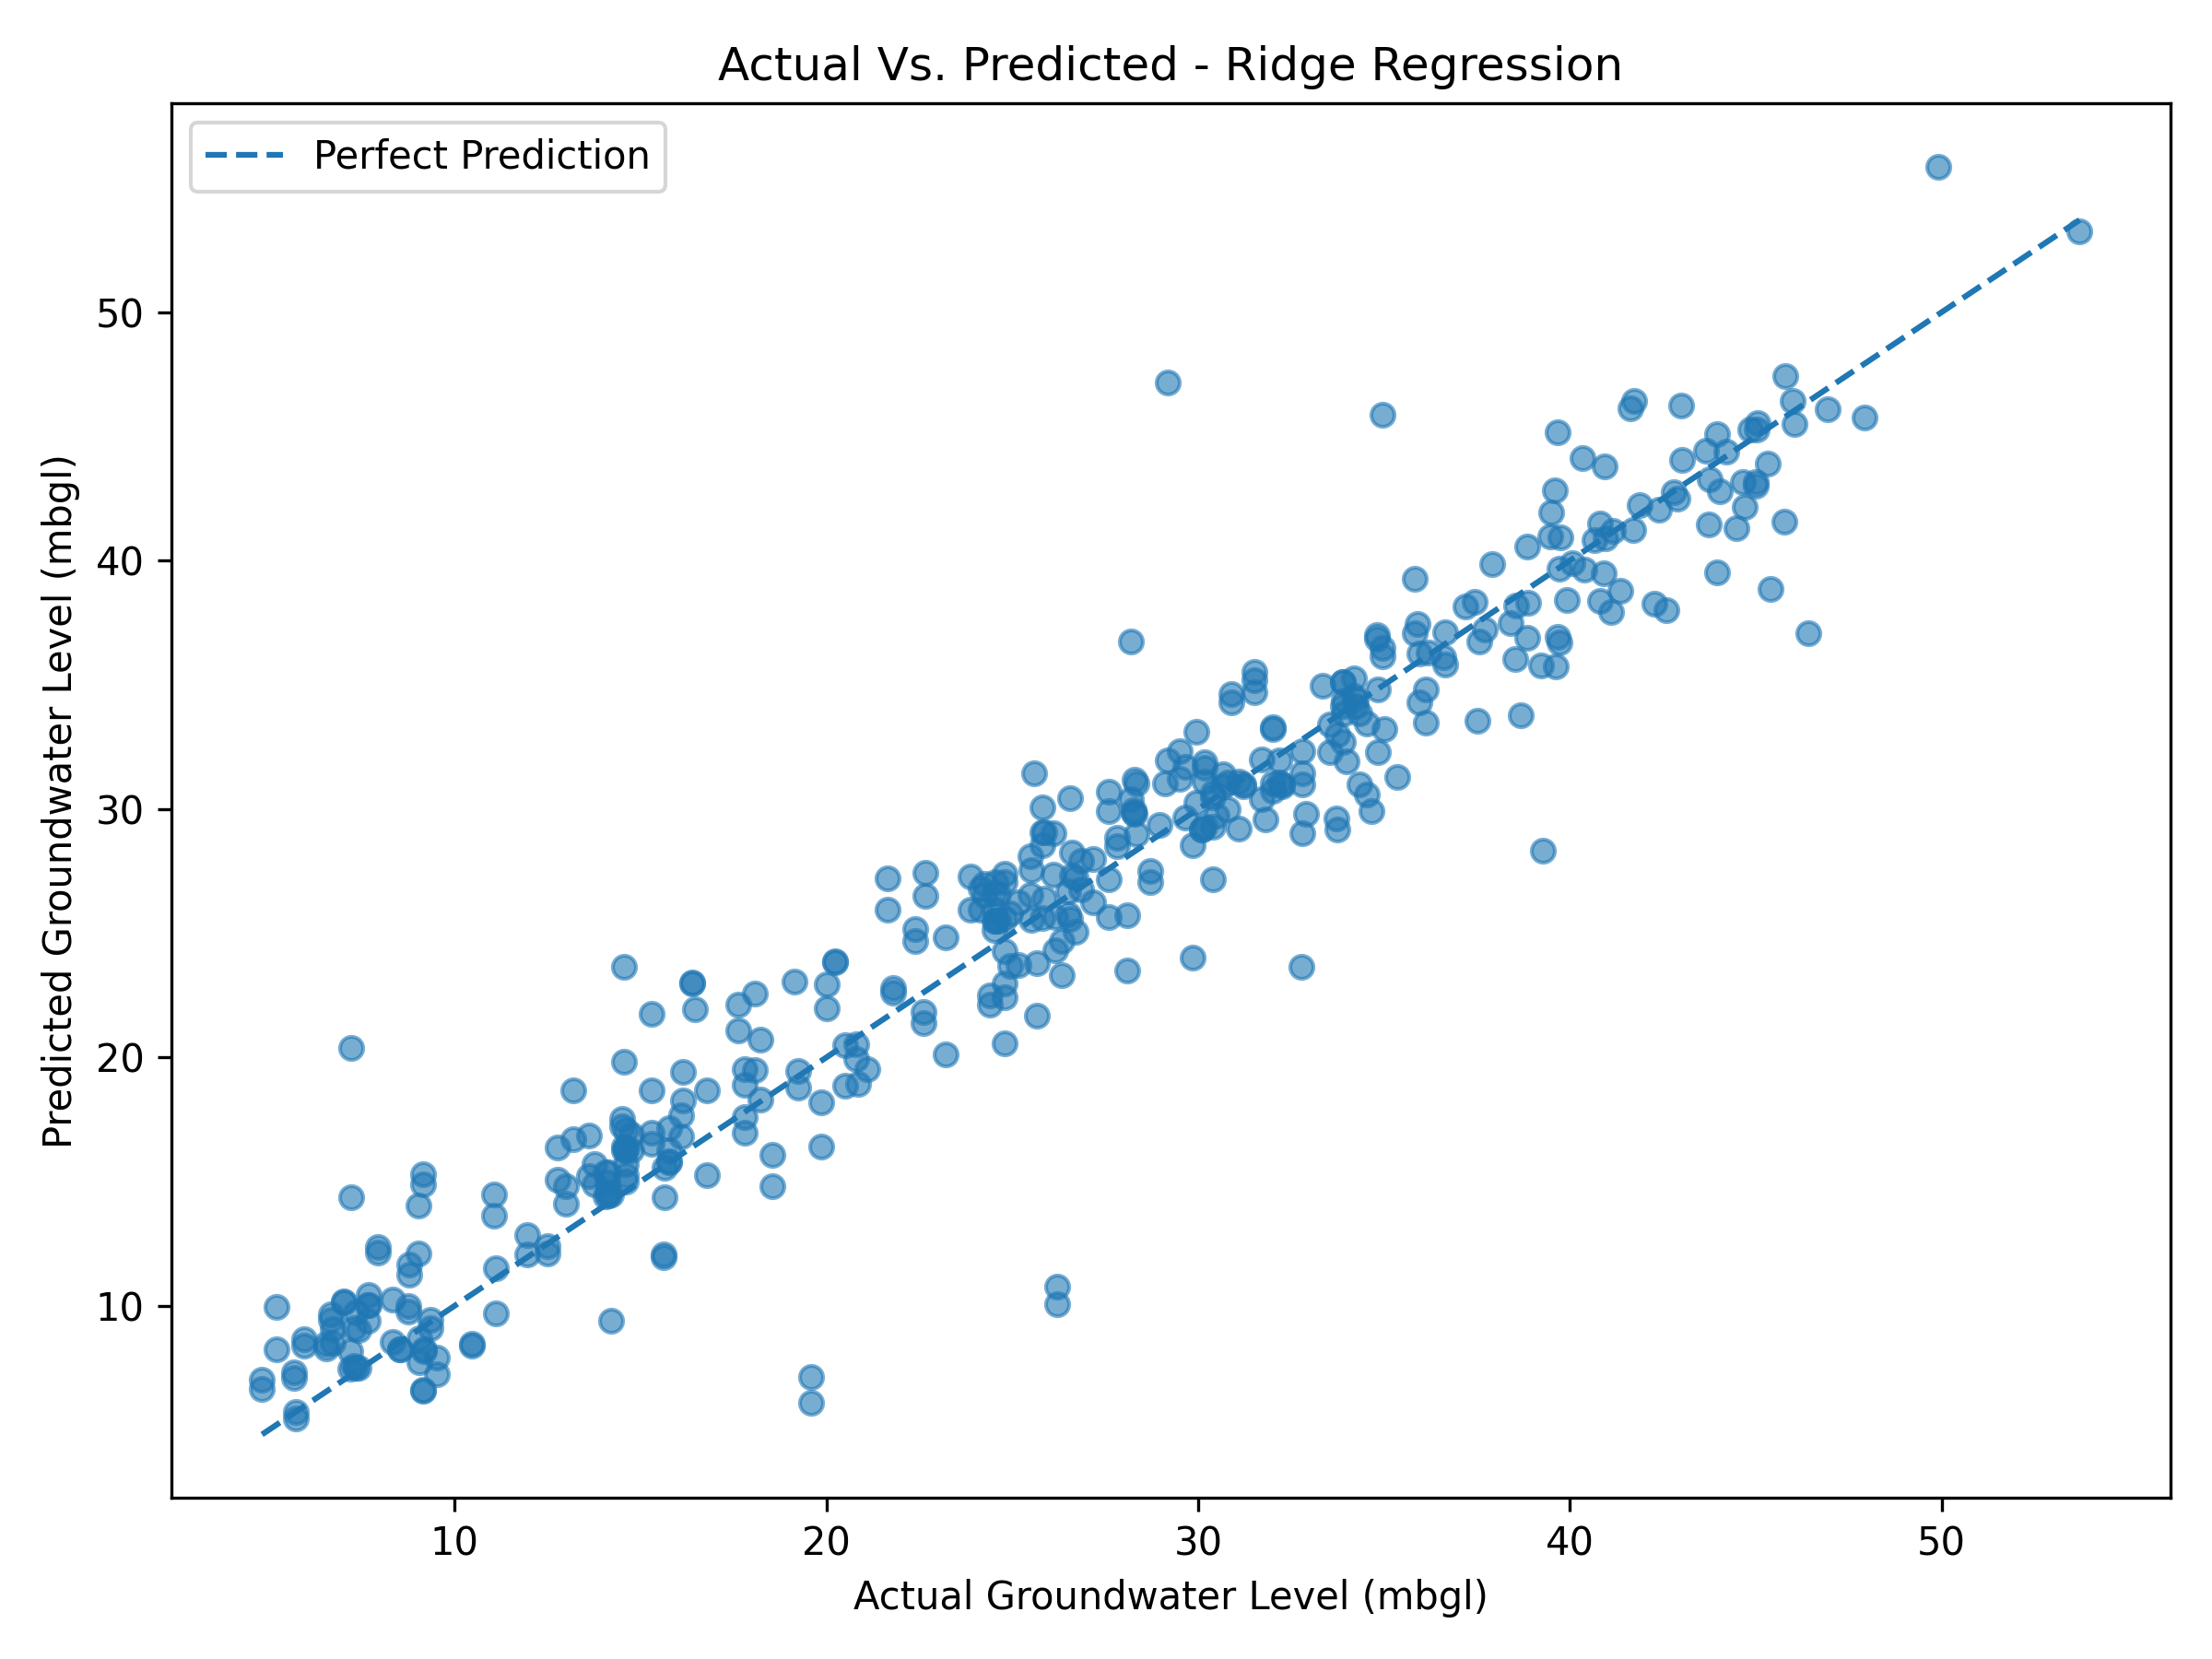 Actual Vs. Predicted - Ridge Regression
Perfect Prediction
Predicted Groundwater Level (mbgl)
50
40
30
20
10
10 20 30 40 50
Actual Groundwater Level (mbgl)